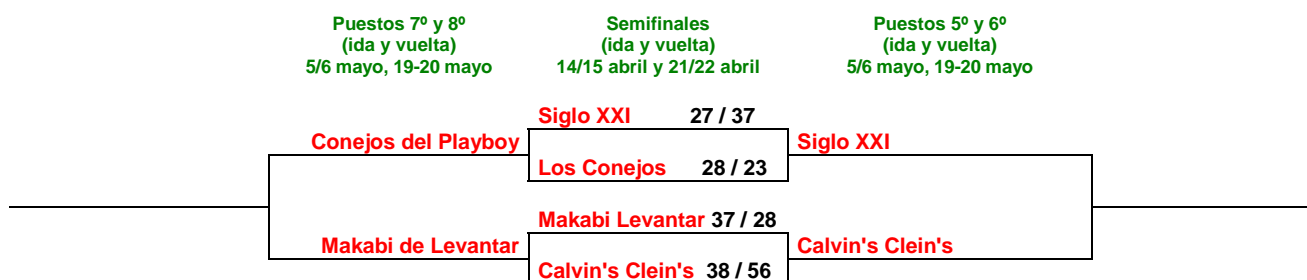 Puestos 7º y 8º
(ida y vuelta)
5/6 mayo, 19-20 mayo
Semifinales
(ida y vuelta)
14/15 abril y 21/22 abril
Puestos 5º y 6º
(ida y vuelta)
5/6 mayo, 19-20 mayo
Siglo XXI 27 / 37
Conejos del Playboy
Siglo XXI
Los Conejos 28 / 23
Makabi Levantar 37 / 28
Makabi de Levantar
Calvin's Clein's
Calvin's Clein's 38 / 56